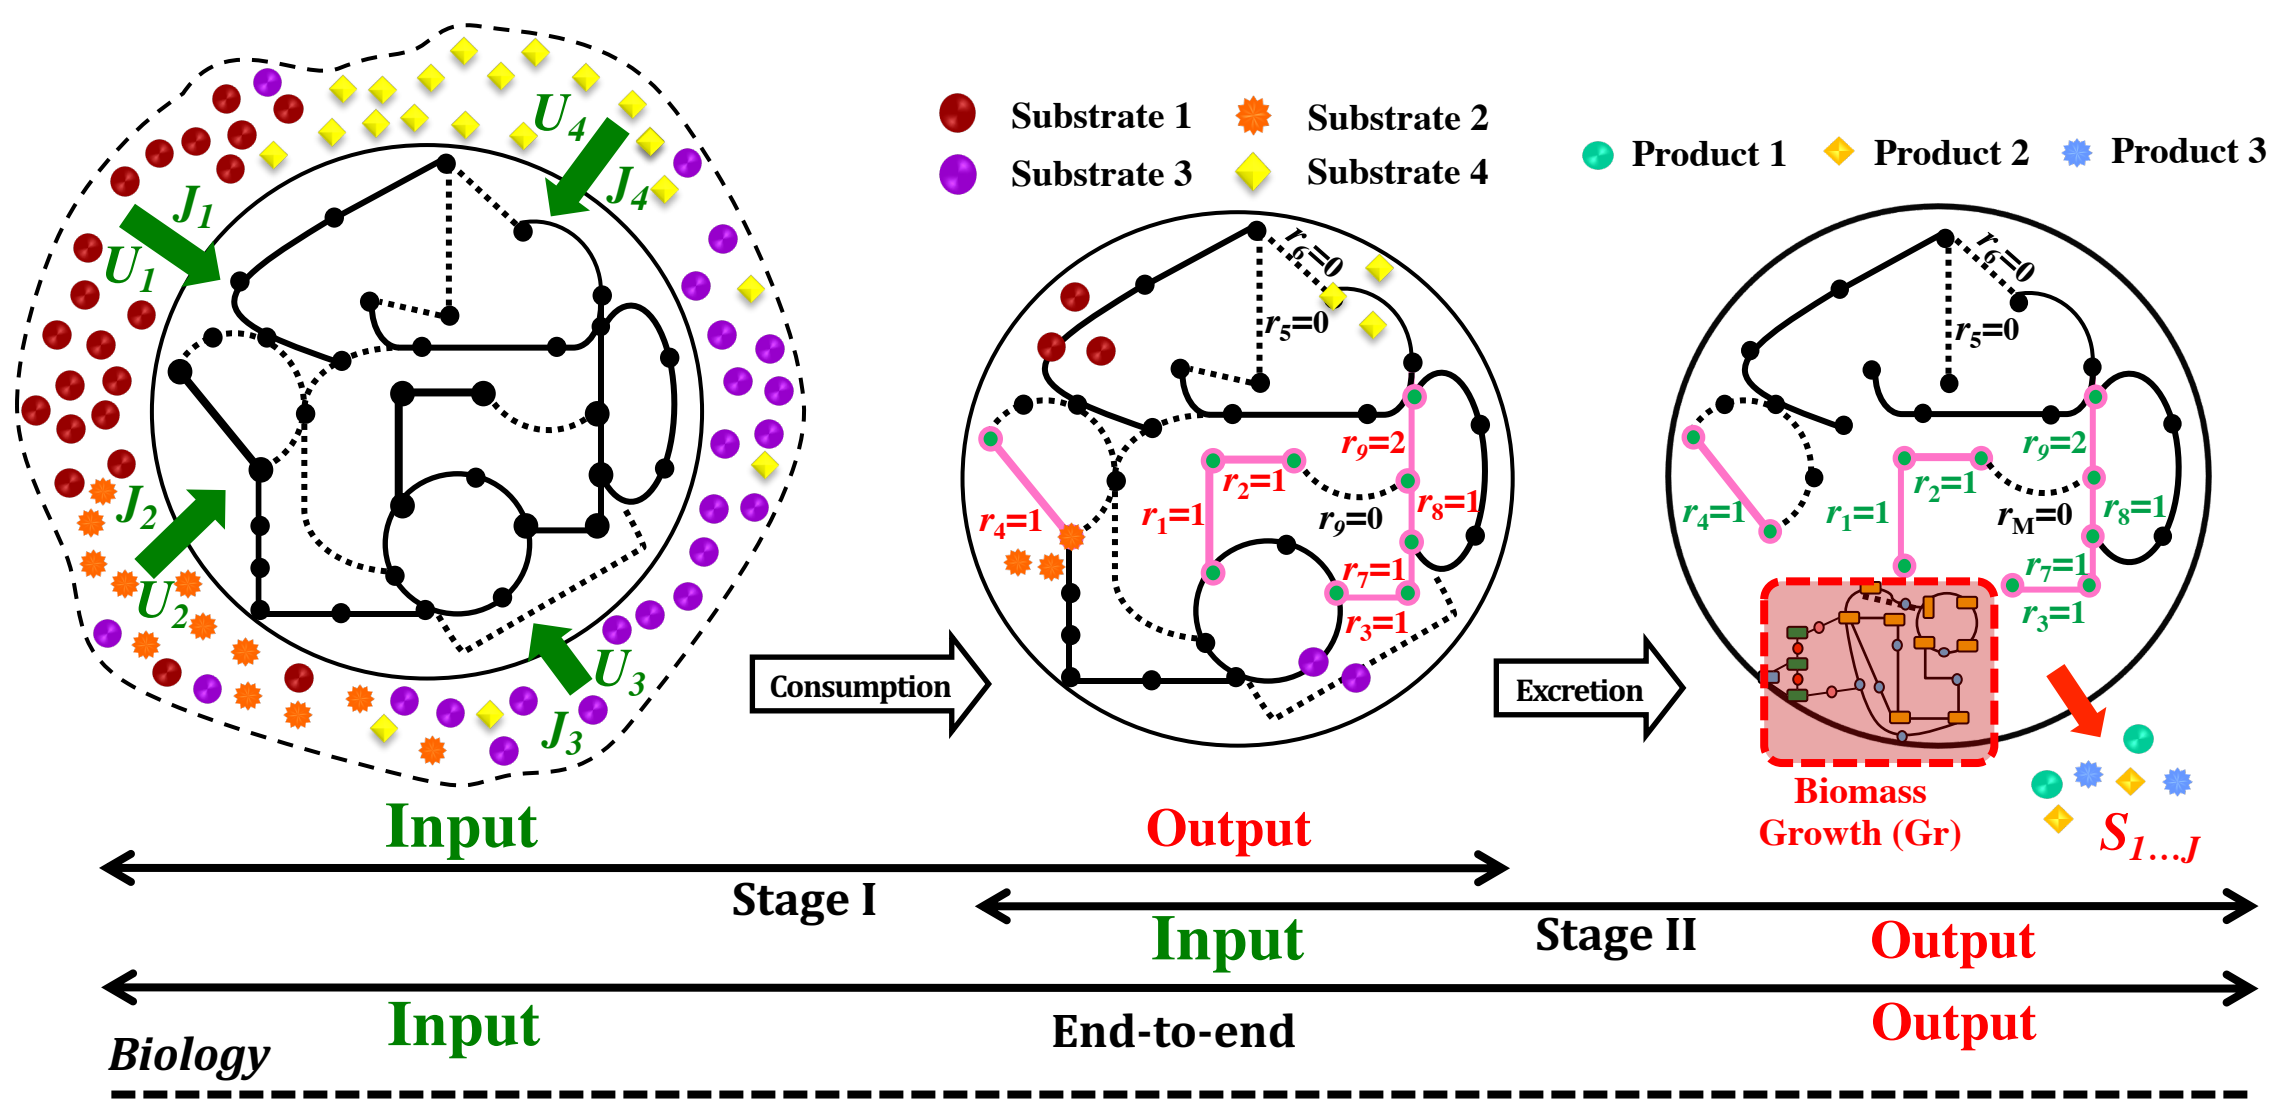 U4
J4
J1
U1
J2
U2
U3
J3
Substrate 1
Substrate 2
Substrate 3
Substrate 4
Product 1
Product 2
Product 3
r6=0
r5=0
r9=2
r2=1
r4=1
r1=1
r9=0
r8=1
r7=1
r3=1
Consumption
Excretion
r6=0
r5=0
r9=2
r2=1
r4=1
r1=1
rM=0
r8=1
r7=1
r3=1
Biomass
Growth (Gr)
S1...J
Input
Output
Stage I
Input
Stage II
Output
Input
End-to-end
Output
Biology